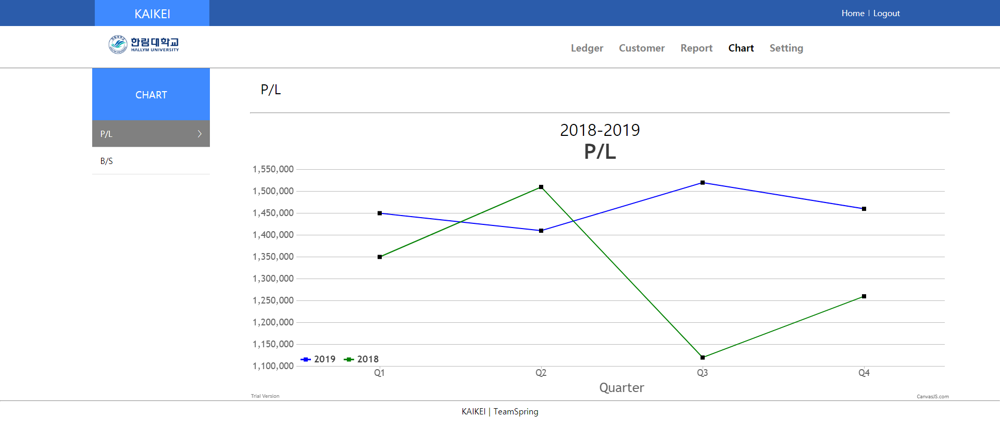 KAIKEI
Home | Logout
한림대학교
HALLYM UNIVERSITY
Ledger Customer Report Chart Setting
CHART
P/L
B/S
P/L
2018-2019
P/L
1,550,000
1,500,000
1,450,000
1,400,000
1,350,000
1,300,000
1,250,000
1,200,000
1,150,000
1,100,000
2019 2018
Q1 Q2 Q3 Q4
Quarter
Trial Version
CanvasJS.com
KAIKEI | TeamSpring